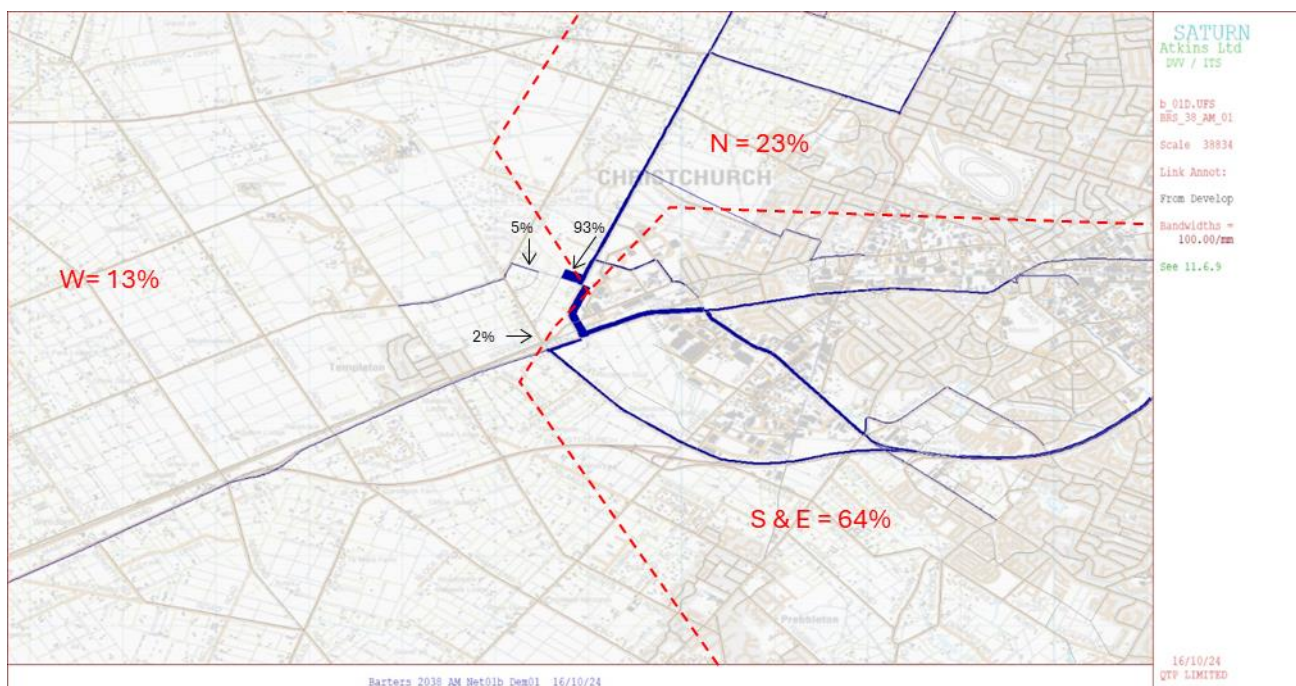 SATURN
Atkins Ltd
DVV / ITS
b_01D.UFS
BRS_38_AM_01
Scale 38834
Link Annot:
From Develop
Bandwidths =
100.00/mm
See 11.6.9
N = 23%
CHRISTCHURCH
5%
93%
W= 13%
2%
Templeton
S & E = 64%
Prebbleton
16/10/24
QTP LIMITED
Barters 2038 AM Net01b Dem01 16/10/24